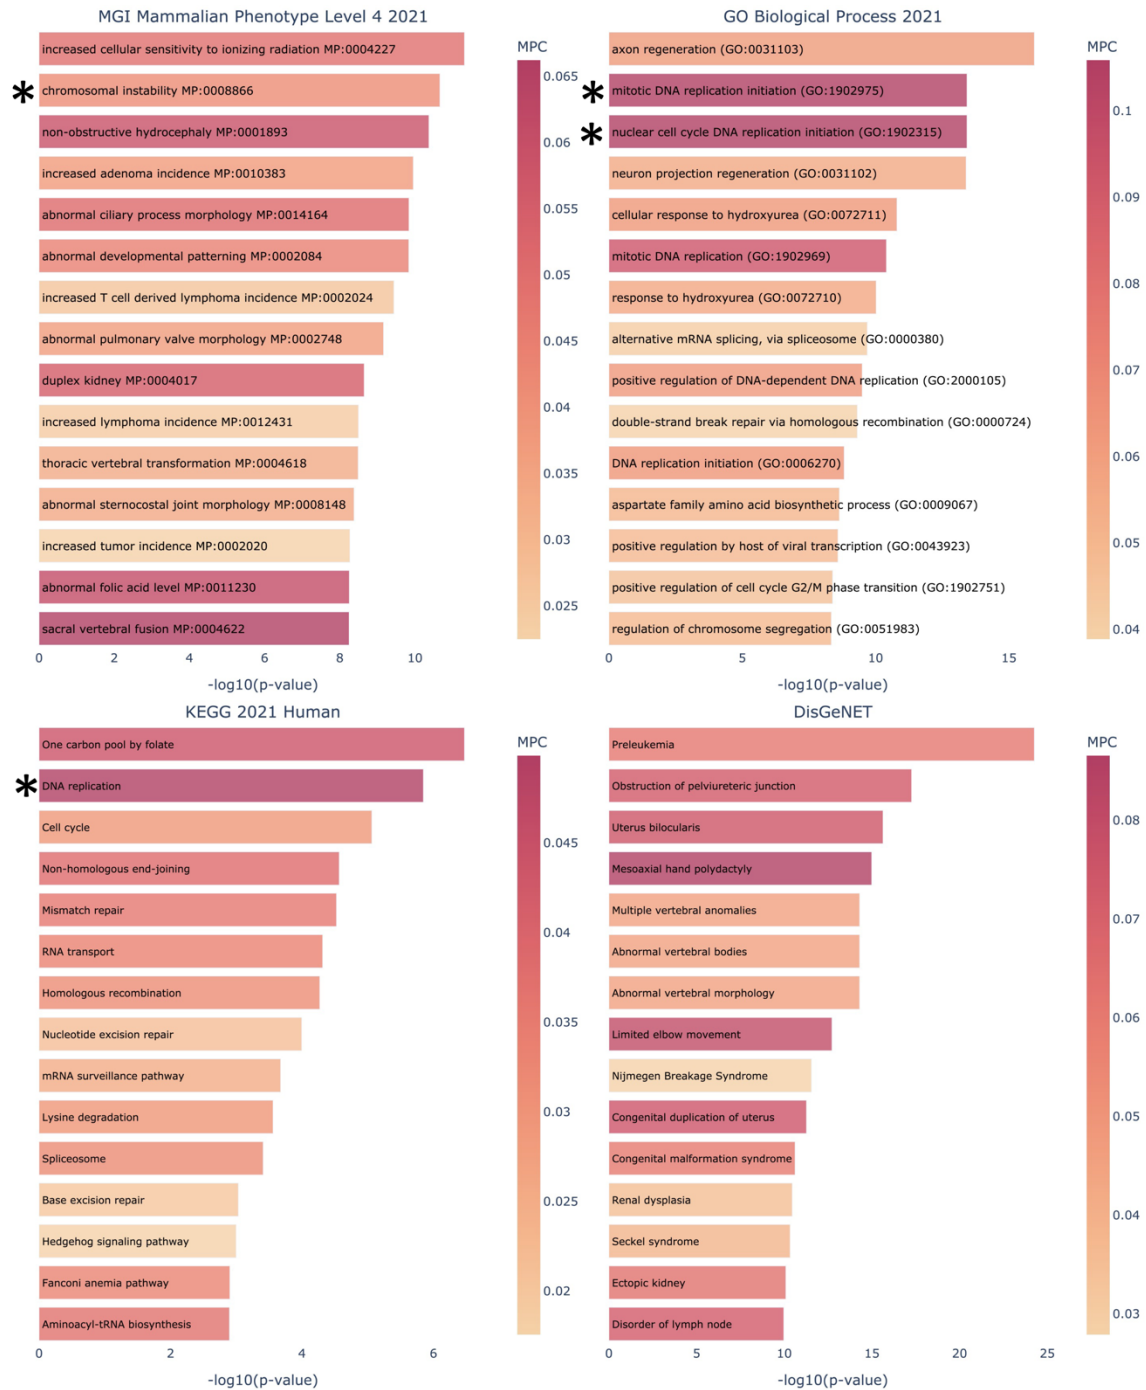 MGI Mammalian Phenotype Level 4 2021
increased cellular sensitivity to ionizing radiation MP:0004227
* chromosomal instability MP:0008866
non-obstructive hydrocephaly MP:0001893
increased adenoma incidence MP:0010383
abnormal ciliary process morphology MP:0014164
abnormal developmental patterning MP:0002084
increased T cell derived lymphoma incidence MP:0002024
abnormal pulmonary valve morphology MP:0002748
duplex kidney MP:0004017
increased lymphoma incidence MP:0012431
thoracic vertebral transformation MP:0004618
abnormal sternocostal joint morphology MP:0008148
increased tumor incidence MP:0002020
abnormal folic acid level MP:0011230
sacral vertebral fusion MP:0004622
0 2 4 6 8 10
-log10(p-value)
MPC
0.065
0.06
0.055
0.05
0.045
0.04
0.035
0.03
0.025
GO Biological Process 2021
axon regeneration (GO:0031103)
* mitotic DNA replication initiation (GO:1902975)
* nuclear cell cycle DNA replication initiation (GO:1902315)
neuron projection regeneration (GO:0031102)
cellular response to hydroxyurea (GO:0072711)
mitotic DNA replication (GO:1902969)
response to hydroxyurea (GO:0072710)
alternative mRNA splicing, via spliceosome (GO:0000380)
positive regulation of DNA-dependent DNA replication (GO:2000105)
double-strand break repair via homologous recombination (GO:0000724)
DNA replication initiation (GO:0006270)
aspartate family amino acid biosynthetic process (GO:0009067)
positive regulation by host of viral transcription (GO:0043923)
positive regulation of cell cycle G2/M phase transition (GO:1902751)
regulation of chromosome segregation (GO:0051983)
0 5 10 15
-log10(p-value)
MPC
0.1
0.09
0.08
0.07
0.06
0.05
0.04
KEGG 2021 Human
One carbon pool by folate
* DNA replication
Cell cycle
Non-homologous end-joining
Mismatch repair
RNA transport
Homologous recombination
Nucleotide excision repair
mRNA surveillance pathway
Lysine degradation
Spliceosome
Base excision repair
Hedgehog signaling pathway
Fanconi anemia pathway
Aminoacyl-tRNA biosynthesis
0 2 4 6
-log10(p-value)
MPC
0.045
0.04
0.035
0.03
0.025
0.02
DisGeNET
Preleukemia
Obstruction of pelviureteric junction
Uterus bilocularis
Mesoaxial hand polydactyly
Multiple vertebral anomalies
Abnormal vertebral bodies
Abnormal vertebral morphology
Limited elbow movement
Nijmegen Breakage Syndrome
Congenital duplication of uterus
Congenital malformation syndrome
Renal dysplasia
Seckel syndrome
Ectopic kidney
Disorder of lymph node
0 5 10 15 20 25
-log10(p-value)
MPC
0.08
0.07
0.06
0.05
0.04
0.03